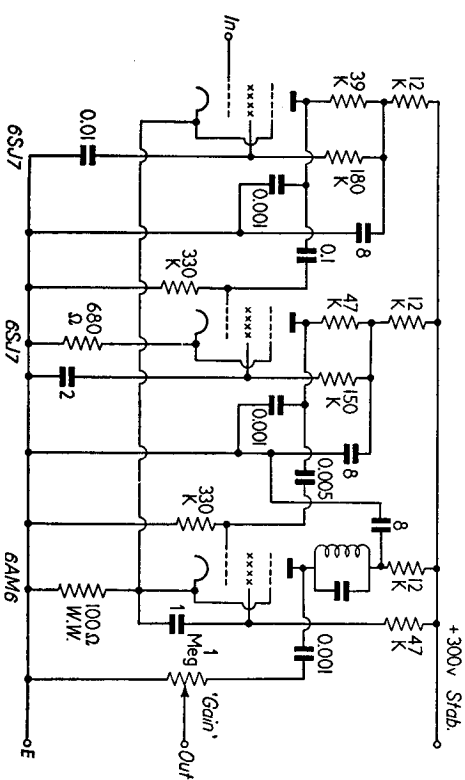 +300v Stab.
12
K
39
K
180
K
8
0.1
0.001
In
0.01
330
K
6SJ7
12
K
47
K
150
K
8
0.005
0.001
680
Ω
2
330
K
6SJ7
8
12
K
47
K
0.001
1
1
Meg
'Gain'
Out
100Ω
W.W.
6AM6
E